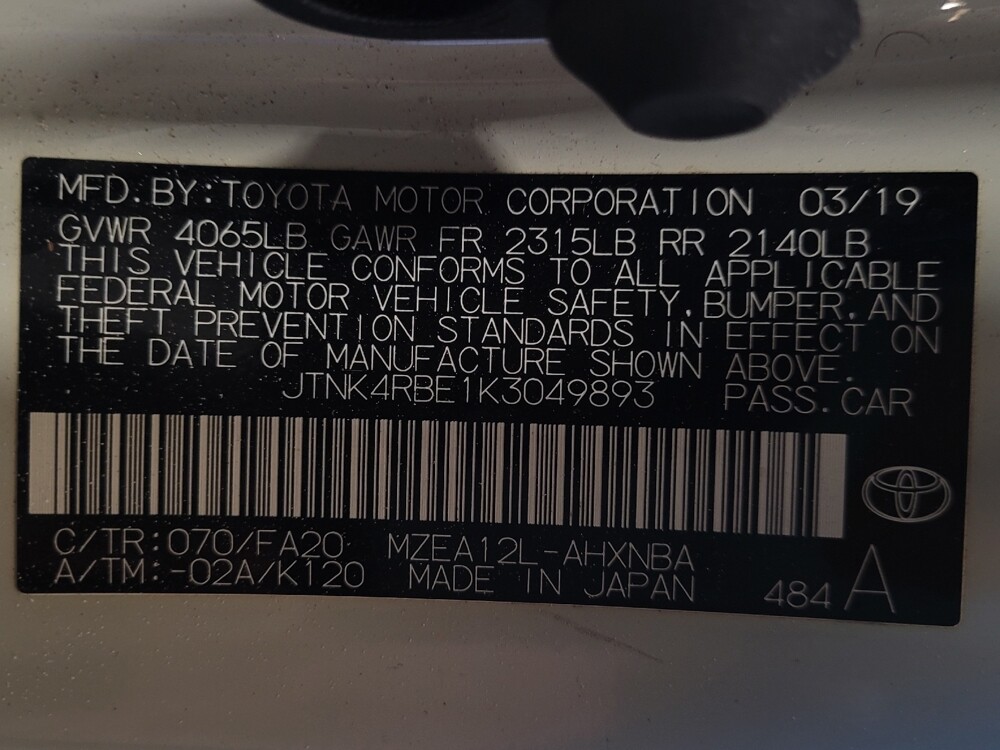 MFD.BY:TOYOTA MOTOR CORPORATION 03/19
GVWR 4065LB GAWR FR 2315LB RR 2140LB
THIS VEHICLE CONFORMS TO ALL APPLICABLE
FEDERAL MOTOR VEHICLE SAFETY,BUMPER,AND
THEFT PREVENTION STANDARDS IN EFFECT ON
THE DATE OF MANUFACTURE SHOWN ABOVE.
JTNK4RBE1K3049893 PASS.CAR
C/TR:070/FA20 MZEA12L-AHXNBA
A/TM:-02A/K120 MADE IN JAPAN 484 A